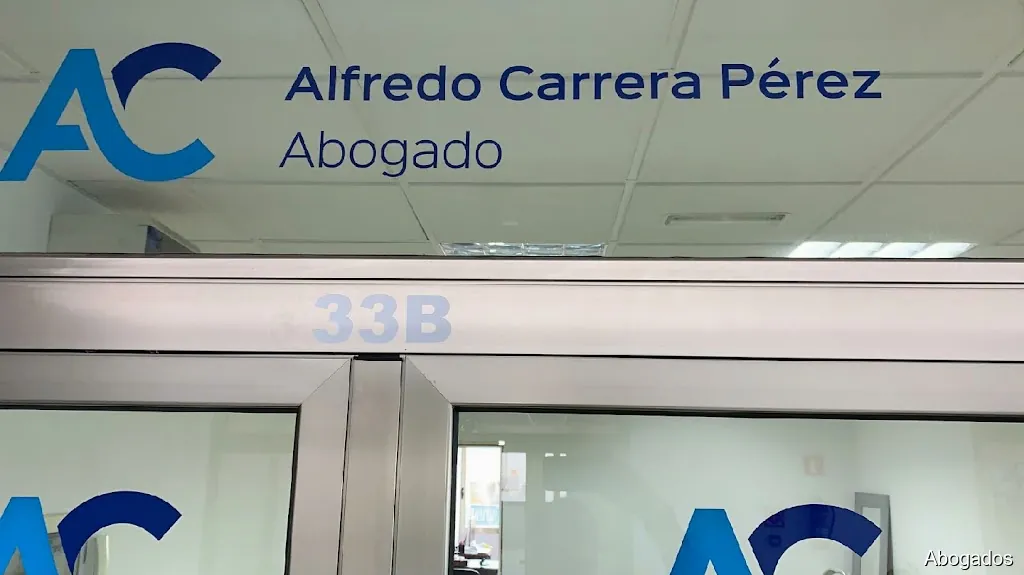 AC
Alfredo Carrera Pérez
Abogado
33B
AC
AC
Abogados